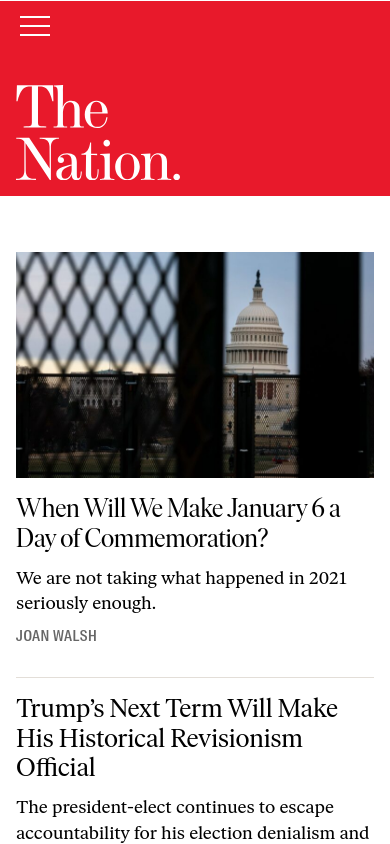 The
Nation.
When Will We Make January 6 a
Day of Commemoration?
We are not taking what happened in 2021
seriously enough.
JOAN WALSH
Trump’s Next Term Will Make
His Historical Revisionism
Official
The president-elect continues to escape
accountability for his election denialism and